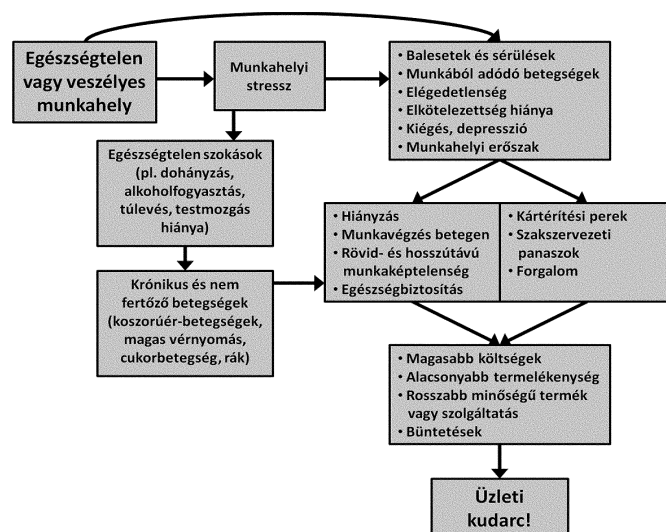 Egészségtelen
vagy veszélyes
munkahely
Munkahelyi
stressz
• Balesetek és sérülések
• Munkából adódó betegségek
• Elégedetlenség
• Elkötelezettség hiánya
• Kiégés, depresszió
• Munkahelyi erőszak
Egészségtelen szokások
(pl. dohányzás,
alkoholfogyasztás,
túlevés, testmozgás
hiánya)
• Hiányzás
• Munkavégzés betegen
• Rövid- és hosszútávú
munkaképtelenség
• Egészségbiztosítás
• Kártérítési perek
• Szakszervezeti
panaszok
• Forgalom
Krónikus és nem
fertőző betegségek
(koszorúér-betegségek,
magas vérnyomás,
cukorbetegség, rák)
• Magasabb költségek
• Alacsonyabb termelékenység
• Rosszabb minőségű termék
vagy szolgáltatás
• Büntetések
Üzleti
kudarc!